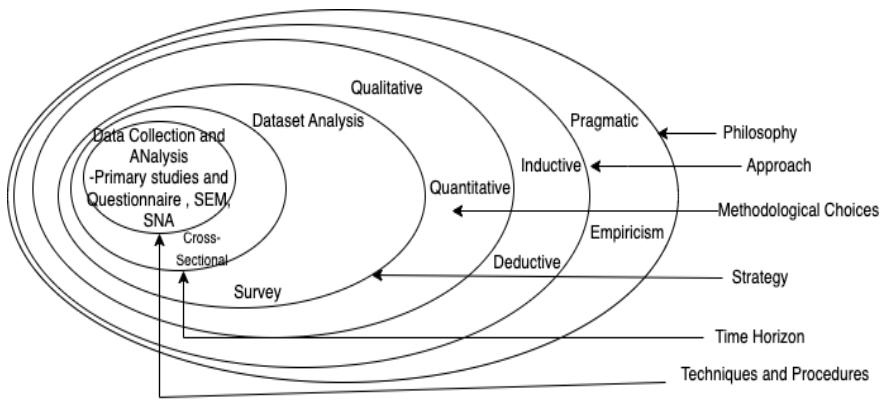 Qualitative
Dataset Analysis
Pragmatic
Philosophy
Data Collection and
ANalysis
-Primary studies and
Questionnaire , SEM,
SNA
Inductive
Approach
Quantitative
Methodological Choices
Cross-
Sectional
Empiricism
Deductive
Strategy
Survey
Time Horizon
Techniques and Procedures